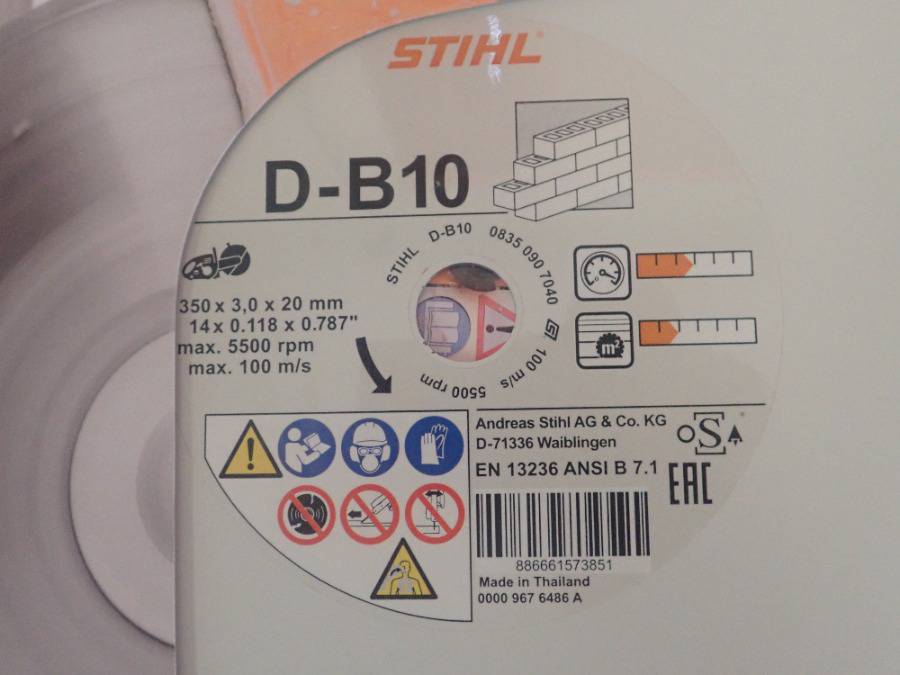 STIHL
D-B10
STIHL D-B10 0835 090 7040
100 m/s 5500 rpm
350 x 3,0 x 20 mm
14 x 0.118 x 0.787"
max. 5500 rpm
max. 100 m/s
m²
Andreas Stihl AG & Co. KG
D-71336 Waiblingen
EN 13236 ANSI B 7.1
oS
EAC
886661573851
Made in Thailand
0000 967 6486 A